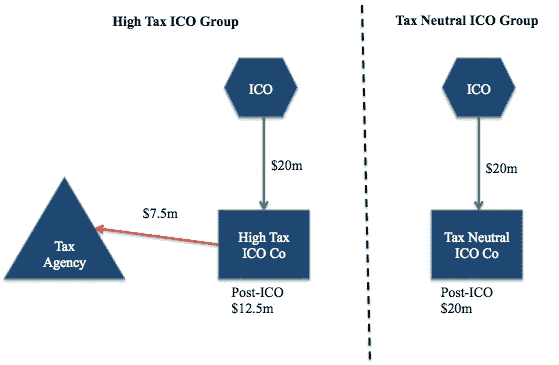 High Tax ICO Group
Tax Neutral ICO Group
ICO
ICO
$20m
$20m
$7.5m
Tax
Agency
High Tax
ICO Co
Tax Neutral
ICO Co
Post-ICO
$12.5m
Post-ICO
$20m